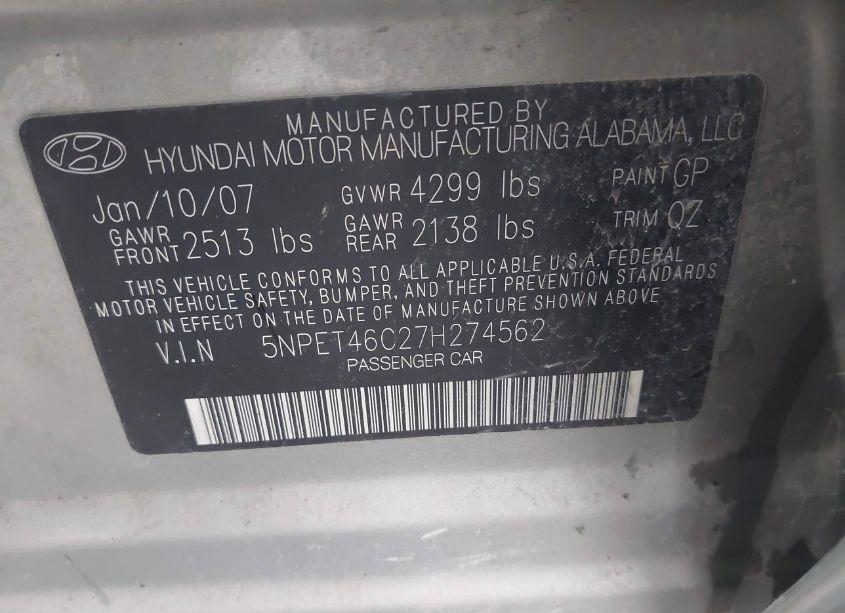 MANUFACTURED BY
HYUNDAI MOTOR MANUFACTURING ALABAMA, LLC
Jan/10/07 GVWR 4299 lbs PAINT GP
GAWR FRONT 2513 lbs GAWR REAR 2138 lbs TRIM QZ
THIS VEHICLE CONFORMS TO ALL APPLICABLE U.S.A. FEDERAL
MOTOR VEHICLE SAFETY, BUMPER, AND THEFT PREVENTION STANDARDS
IN EFFECT ON THE DATE OF MANUFACTURE SHOWN ABOVE
V.I.N 5NPET46C27H274562
PASSENGER CAR